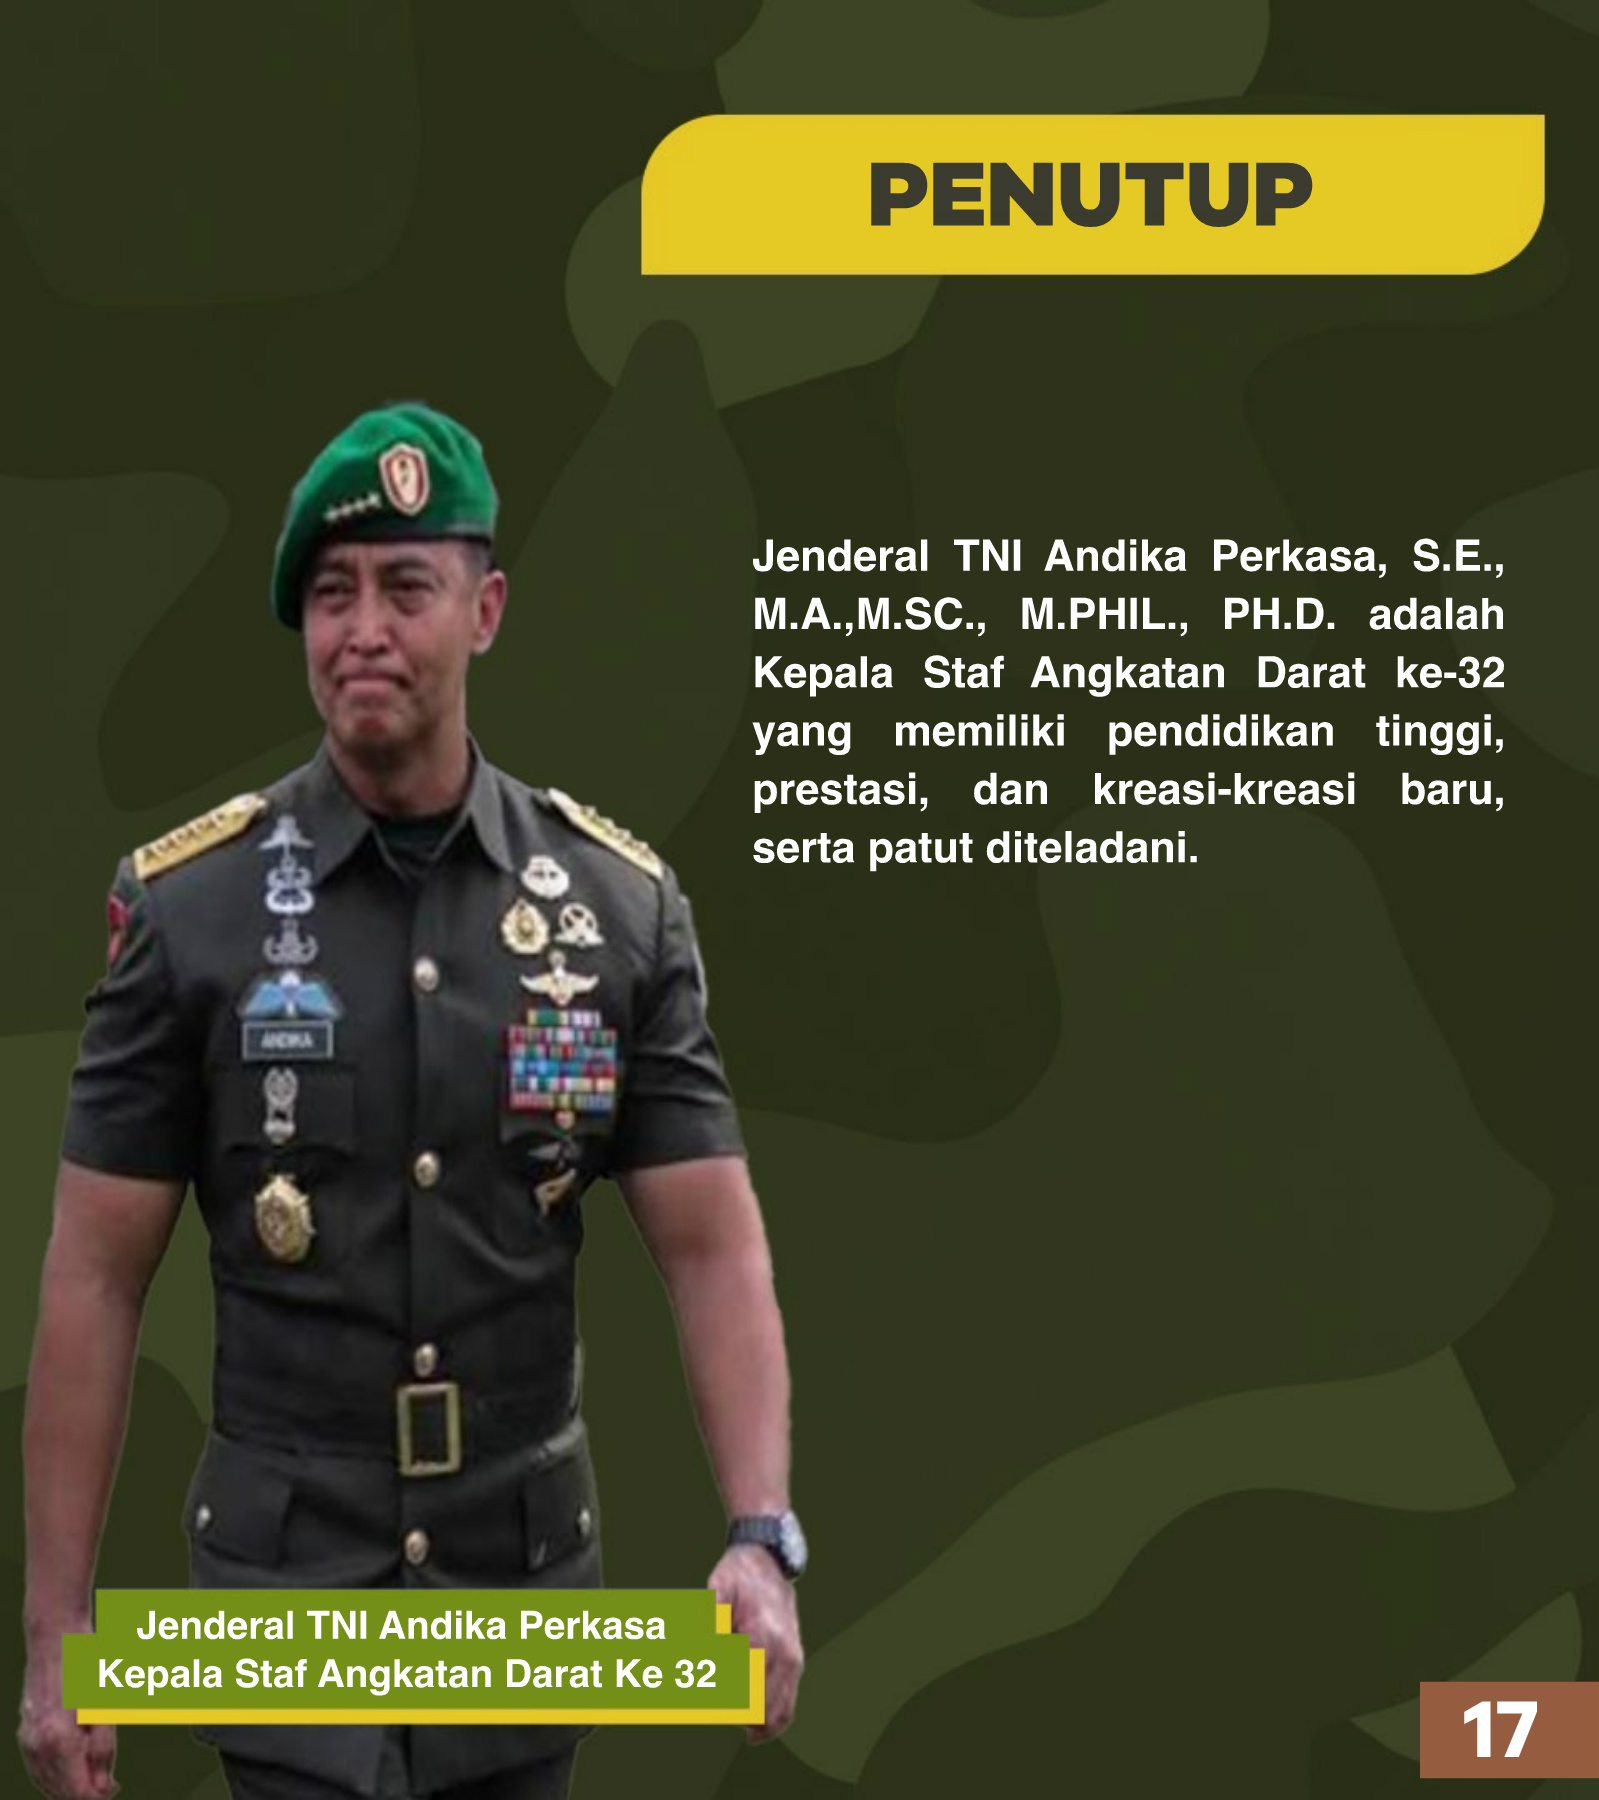 PENUTUP
Jenderal TNI Andika Perkasa, S.E.,
M.A.,M.SC., M.PHIL., PH.D. adalah
Kepala Staf Angkatan Darat ke-32
yang memiliki pendidikan tinggi,
prestasi, dan kreasi-kreasi baru,
serta patut diteladani.
ANDIKA
Jenderal TNI Andika Perkasa
Kepala Staf Angkatan Darat Ke 32
17